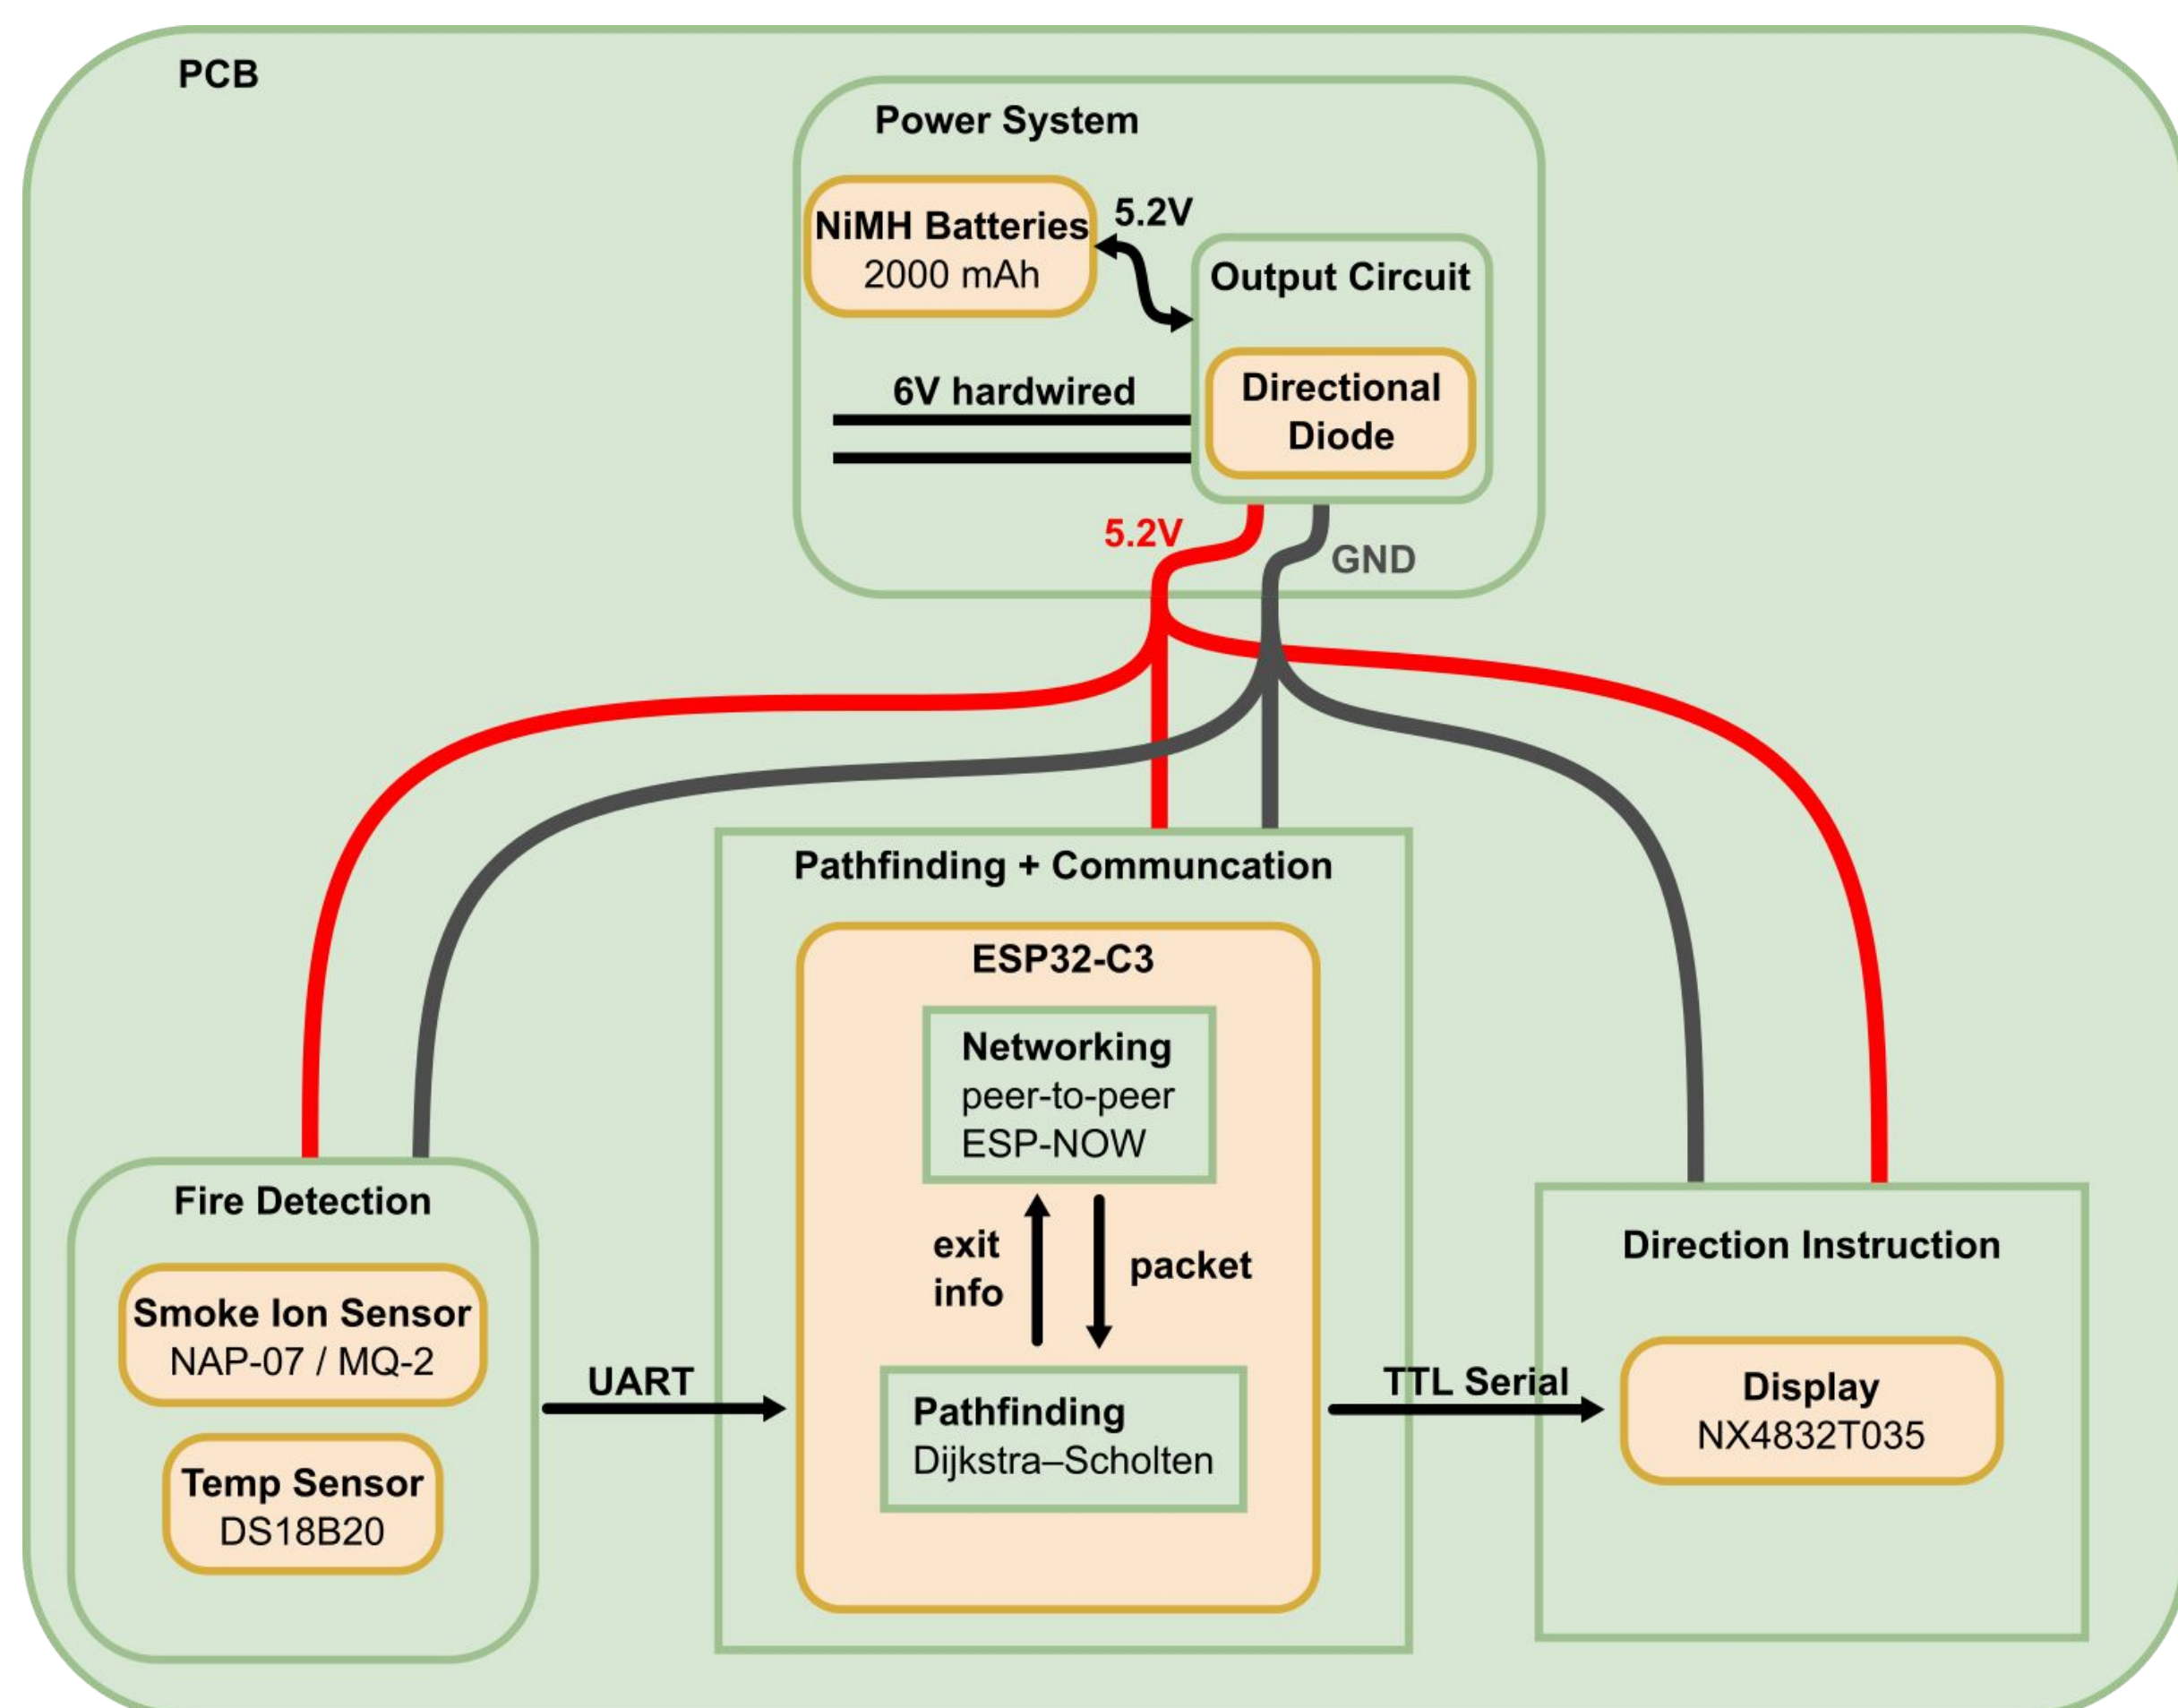 PCB
Power System
NiMH Batteries
2000 mAh
5.2V
Output Circuit
Directional
Diode
6V hardwired
5.2V
GND
Pathfinding + Communcation
ESP32-C3
Networking
peer-to-peer
ESP-NOW
exit
info
packet
Pathfinding
Dijkstra–Scholten
Fire Detection
Smoke Ion Sensor
NAP-07 / MQ-2
Temp Sensor
DS18B20
UART
TTL Serial
Direction Instruction
Display
NX4832T035